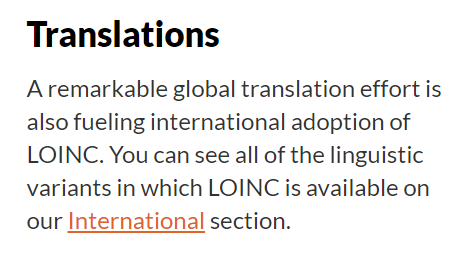 Translations
A remarkable global translation effort is
also fueling international adoption of
LOINC. You can see all of the linguistic
variants in which LOINC is available on
our International section.